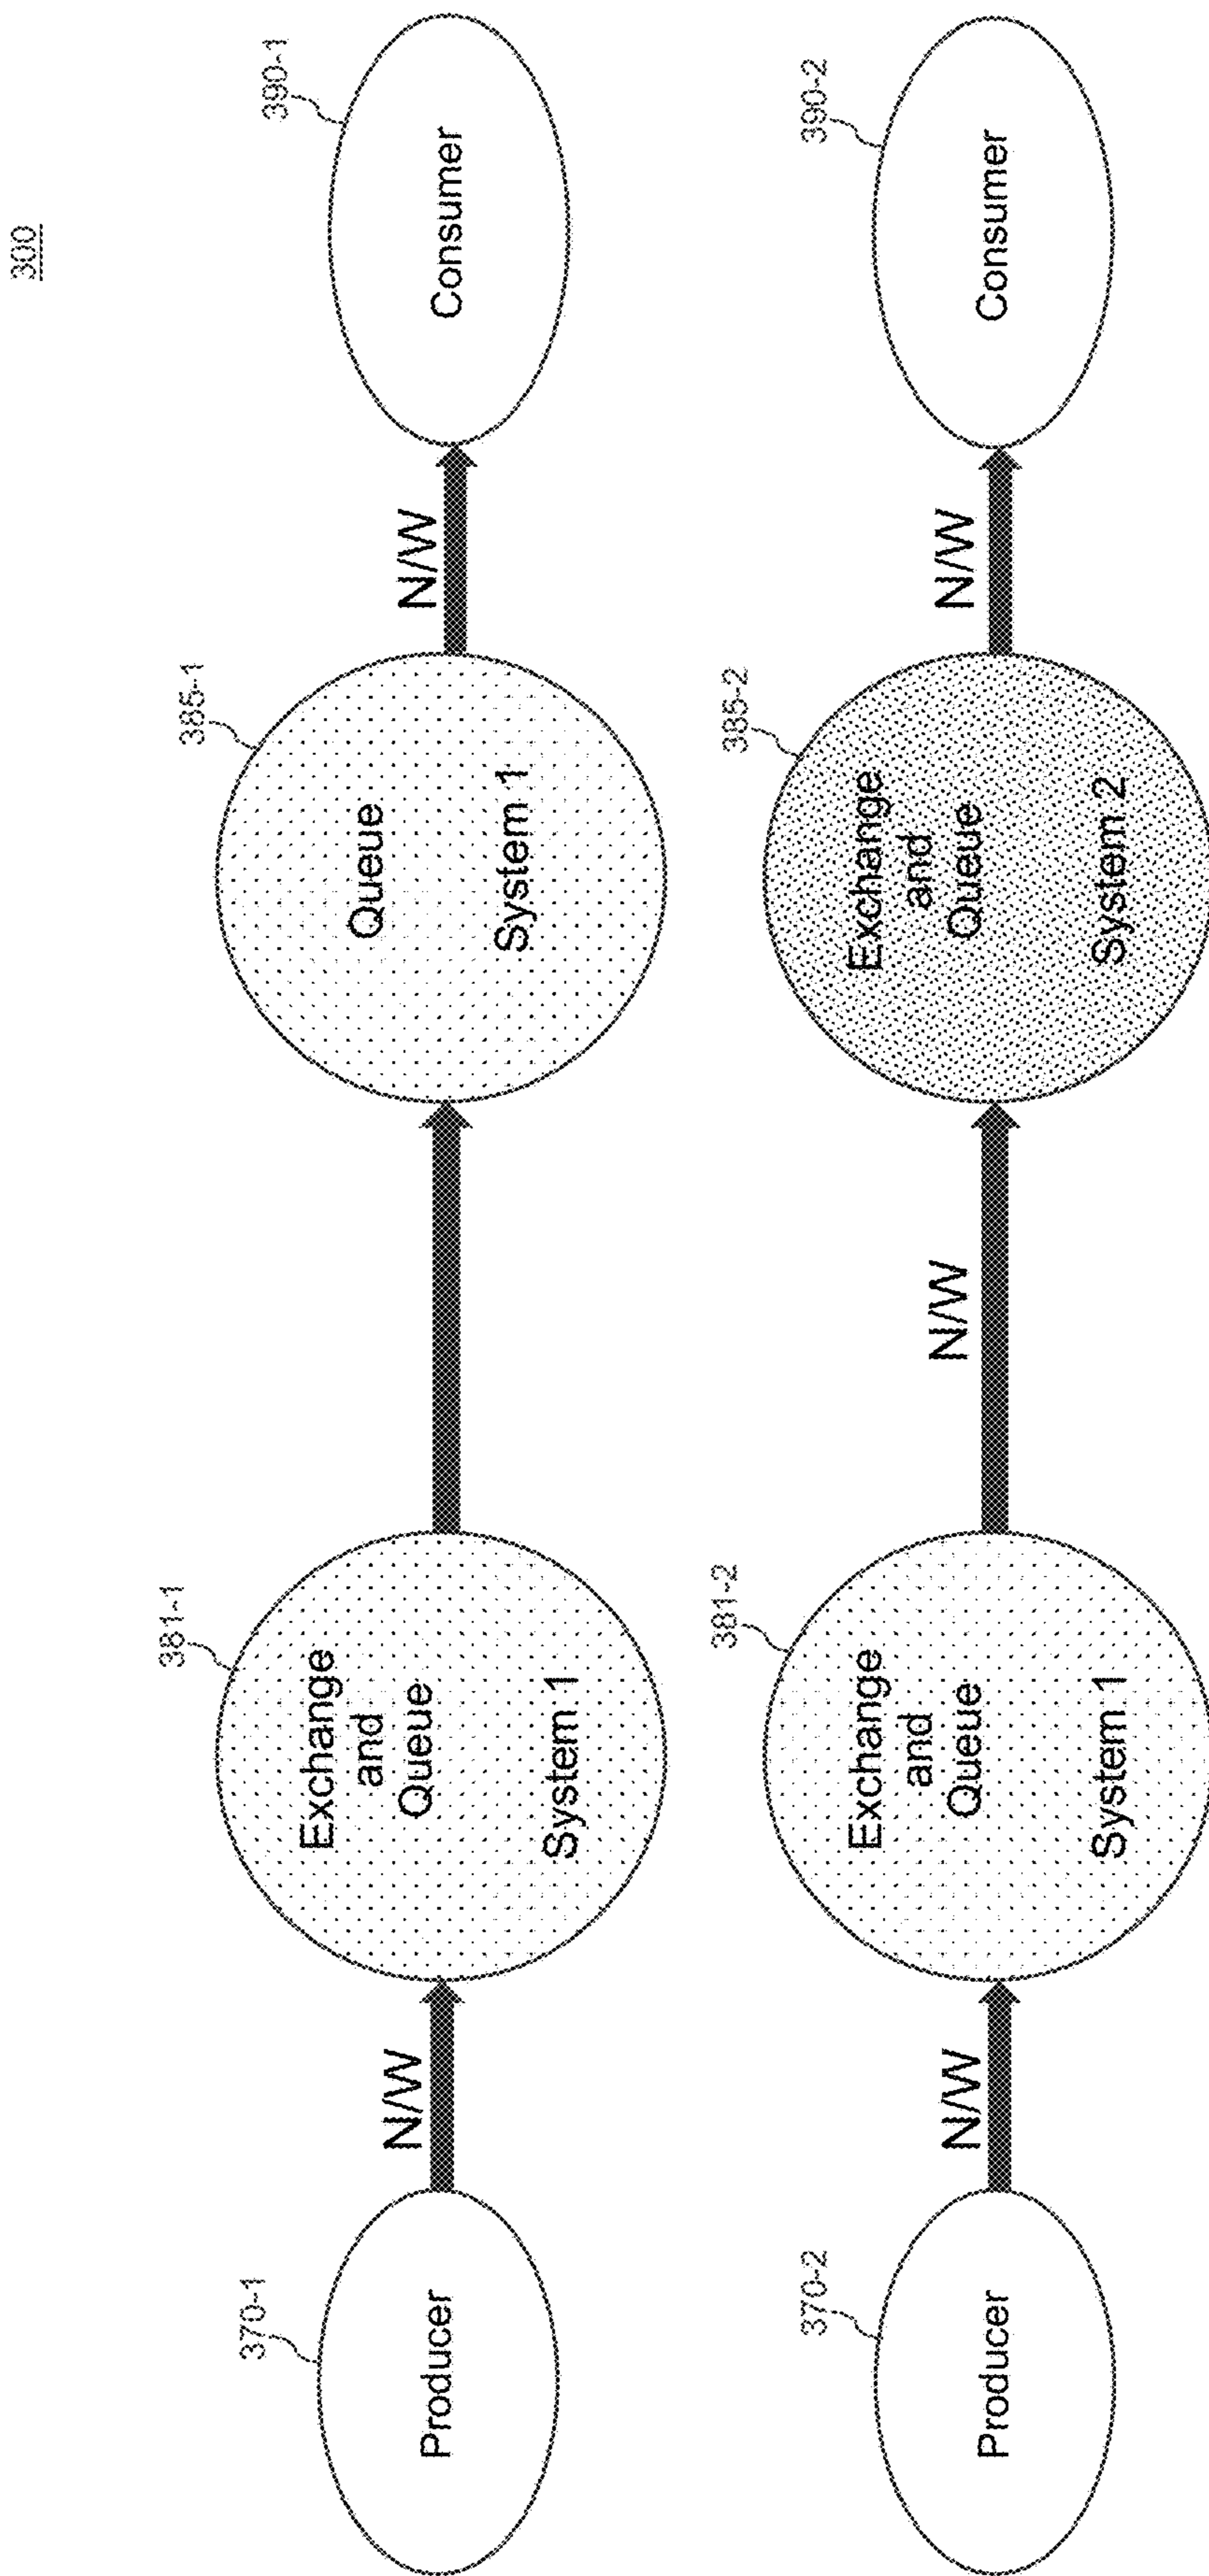 300
370-1
Producer
N/W
381-1
Exchange
and
Queue
System 1
385-1
Queue
System 1
N/W
390-1
Consumer
370-2
Producer
N/W
381-2
Exchange
and
Queue
System 1
N/W
385-2
Exchange
and
Queue
System 2
N/W
390-2
Consumer